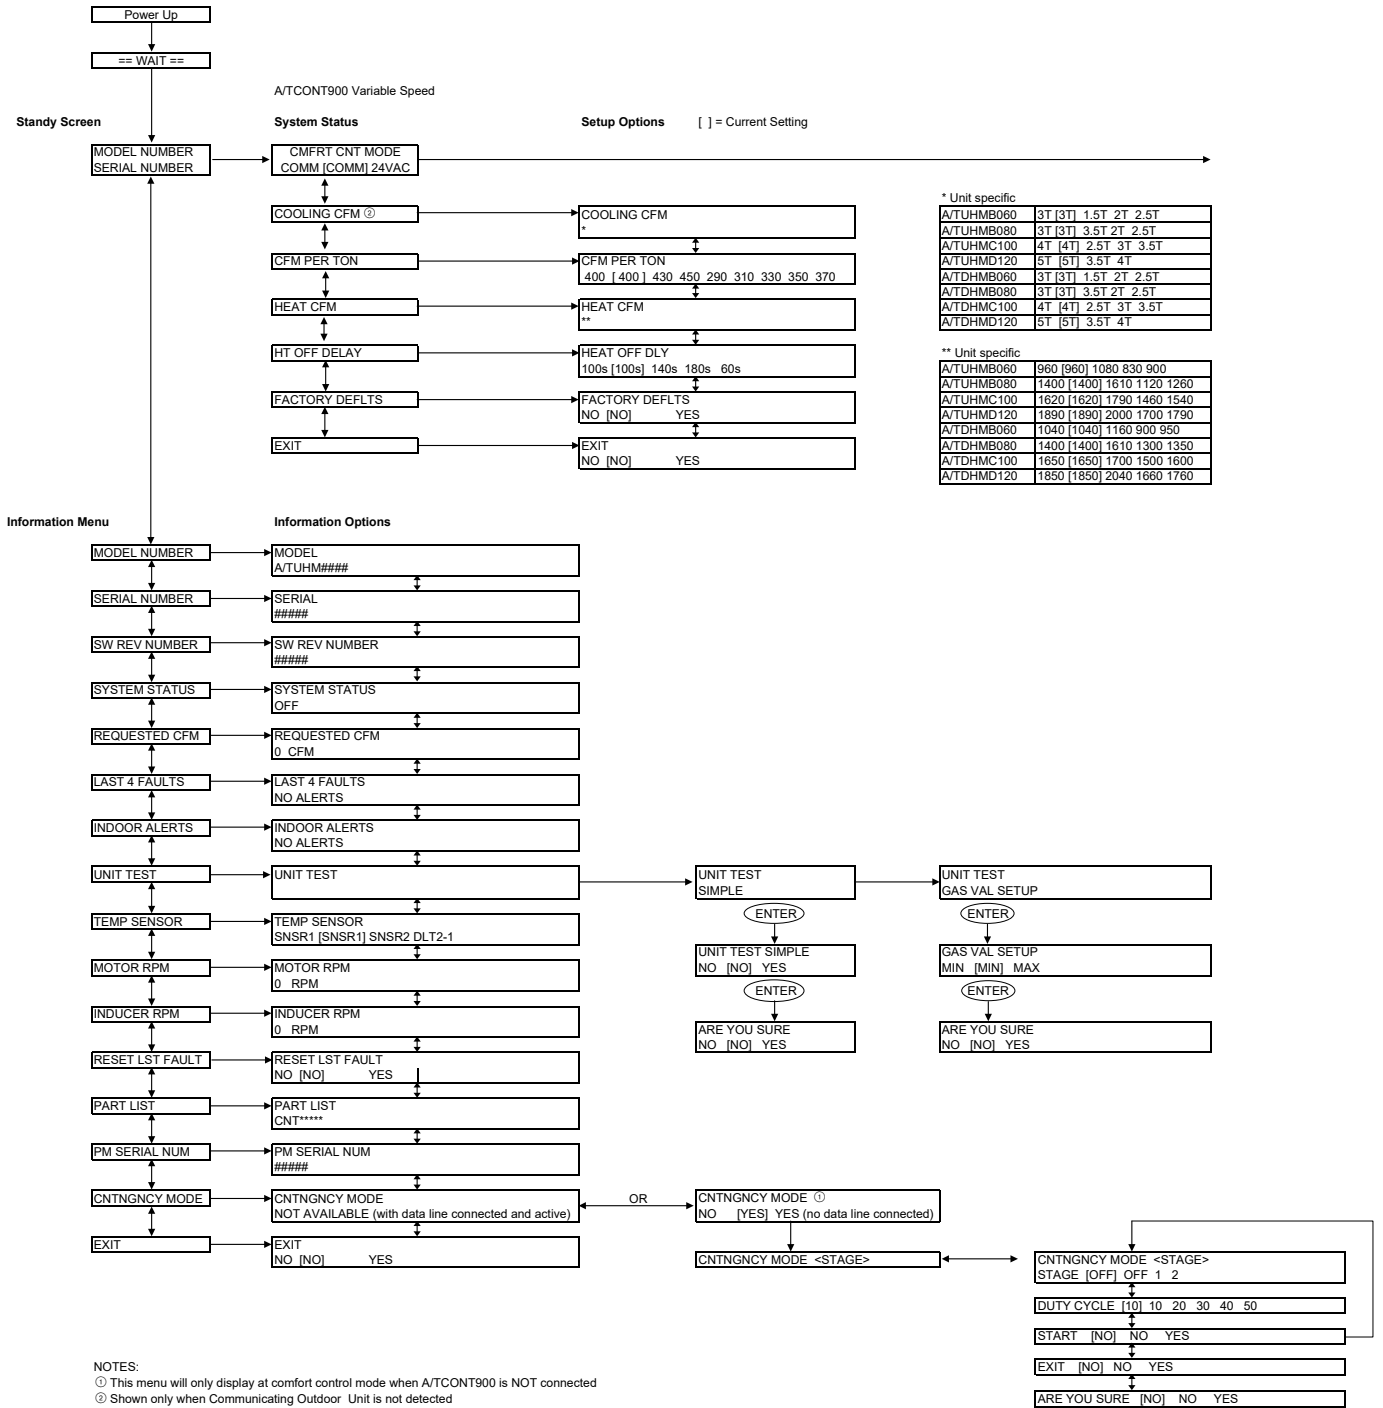 Power Up
== WAIT ==
A/TCONT900 Variable Speed
Standy Screen
System Status
Setup Options [ ] = Current Setting
MODEL NUMBER
SERIAL NUMBER
CMFRT CNT MODE
COMM [COMM] 24VAC
COOLING CFM ②
COOLING CFM
*
CFM PER TON
CFM PER TON
400 [ 400 ] 430 450 290 310 330 350 370
HEAT CFM
HEAT CFM
**
HT OFF DELAY
HEAT OFF DLY
100s [100s] 140s 180s 60s
FACTORY DEFLTS
FACTORY DEFLTS
NO [NO] YES
EXIT
EXIT
NO [NO] YES
* Unit specific
A/TUHMB060 3T [3T] 1.5T 2T 2.5T
A/TUHMB080 3T [3T] 3.5T 2T 2.5T
A/TUHMC100 4T [4T] 2.5T 3T 3.5T
A/TUHMD120 5T [5T] 3.5T 4T
A/TDHMB060 3T [3T] 1.5T 2T 2.5T
A/TDHMB080 3T [3T] 3.5T 2T 2.5T
A/TDHMC100 4T [4T] 2.5T 3T 3.5T
A/TDHMD120 5T [5T] 3.5T 4T
** Unit specific
A/TUHMB060 960 [960] 1080 830 900
A/TUHMB080 1400 [1400] 1610 1120 1260
A/TUHMC100 1620 [1620] 1790 1460 1540
A/TUHMD120 1890 [1890] 2000 1700 1790
A/TDHMB060 1040 [1040] 1160 900 950
A/TDHMB080 1400 [1400] 1610 1300 1350
A/TDHMC100 1650 [1650] 1700 1500 1600
A/TDHMD120 1850 [1850] 2040 1660 1760
Information Menu
Information Options
MODEL NUMBER
MODEL
A/TUHM####
SERIAL NUMBER
SERIAL
#####
SW REV NUMBER
SW REV NUMBER
#####
SYSTEM STATUS
SYSTEM STATUS
OFF
REQUESTED CFM
REQUESTED CFM
0 CFM
LAST 4 FAULTS
LAST 4 FAULTS
NO ALERTS
INDOOR ALERTS
INDOOR ALERTS
NO ALERTS
UNIT TEST
UNIT TEST
UNIT TEST
SIMPLE
UNIT TEST
GAS VAL SETUP
ENTER
ENTER
TEMP SENSOR
TEMP SENSOR
SNSR1 [SNSR1] SNSR2 DLT2-1
UNIT TEST SIMPLE
NO [NO] YES
GAS VAL SETUP
MIN [MIN] MAX
MOTOR RPM
MOTOR RPM
0 RPM
ENTER
ENTER
INDUCER RPM
INDUCER RPM
0 RPM
ARE YOU SURE
NO [NO] YES
ARE YOU SURE
NO [NO] YES
RESET LST FAULT
RESET LST FAULT
NO [NO] YES
PART LIST
PART LIST
CNT*****
PM SERIAL NUM
PM SERIAL NUM
#####
CNTNGNCY MODE
CNTNGNCY MODE
NOT AVAILABLE (with data line connected and active)
OR
CNTNGNCY MODE ①
NO [YES] YES (no data line connected)
EXIT
EXIT
NO [NO] YES
CNTNGNCY MODE <STAGE>
CNTNGNCY MODE <STAGE>
STAGE [OFF] OFF 1 2
DUTY CYCLE [10] 10 20 30 40 50
START [NO] NO YES
EXIT [NO] NO YES
ARE YOU SURE [NO] NO YES
NOTES:
① This menu will only display at comfort control mode when A/TCONT900 is NOT connected
② Shown only when Communicating Outdoor Unit is not detected